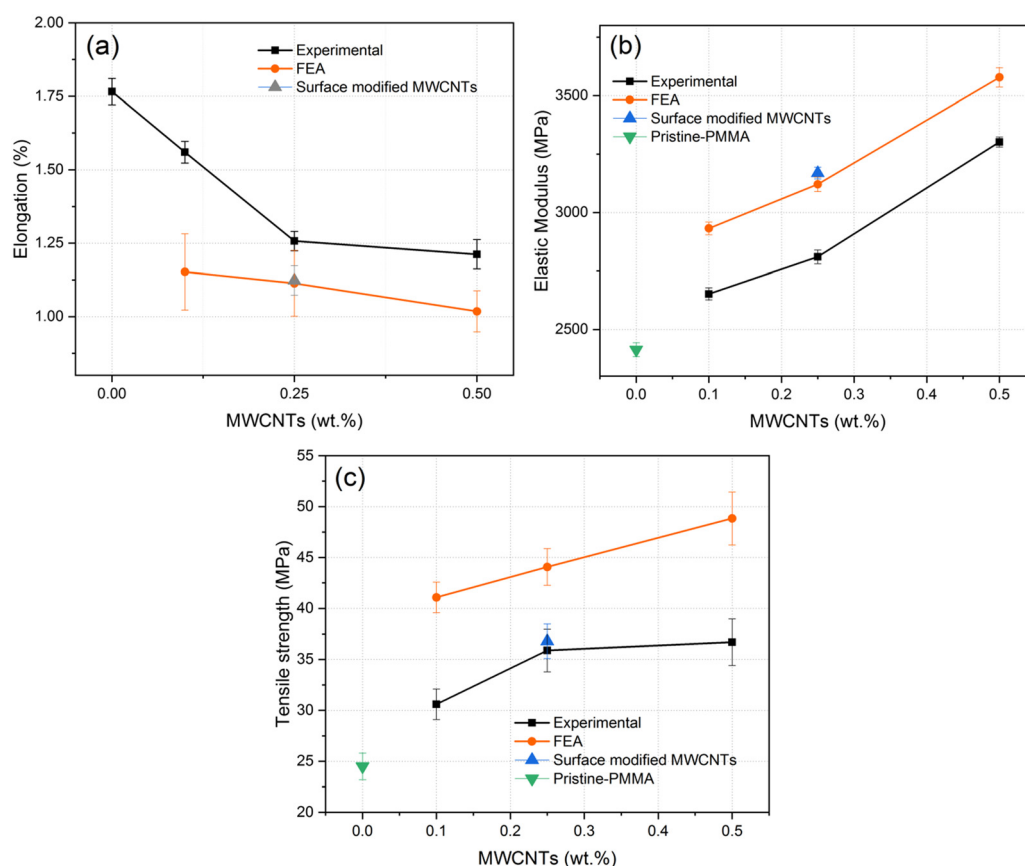 (a)
2.00
1.75
1.50
1.25
1.00
Elongation (%)
Experimental
FEA
Surface modified MWCNTs
0.00
0.25
0.50
MWCNTs (wt.%)
(b)
3500
3000
2500
Elastic Modulus (MPa)
Experimental
FEA
Surface modified MWCNTs
Pristine-PMMA
0.0
0.1
0.2
0.3
0.4
0.5
MWCNTs (wt.%)
(c)
55
50
45
40
35
30
25
20
Tensile strength (MPa)
Experimental
FEA
Surface modified MWCNTs
Pristine-PMMA
0.0
0.1
0.2
0.3
0.4
0.5
MWCNTs (wt.%)